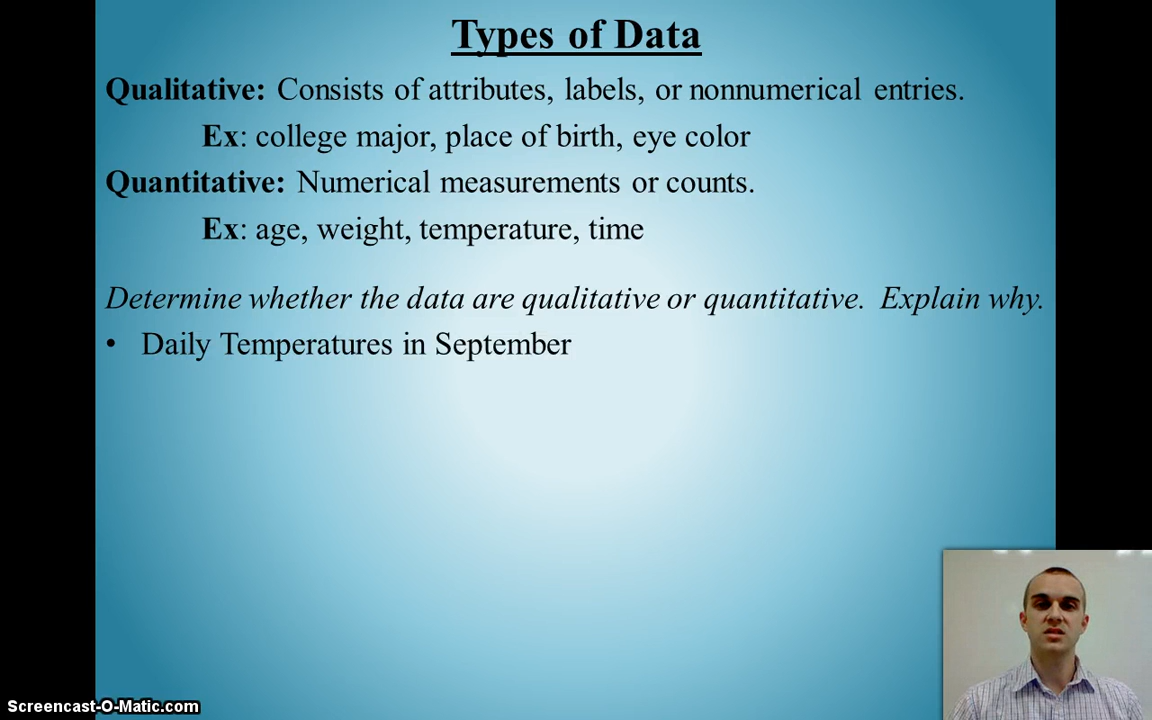 Types of Data
Qualitative: Consists of attributes, labels, or nonnumerical entries.
Ex: college major, place of birth, eye color
Quantitative: Numerical measurements or counts.
Ex: age, weight, temperature, time
Determine whether the data are qualitative or quantitative. Explain why.
• Daily Temperatures in September
Screencast-O-Matic.com